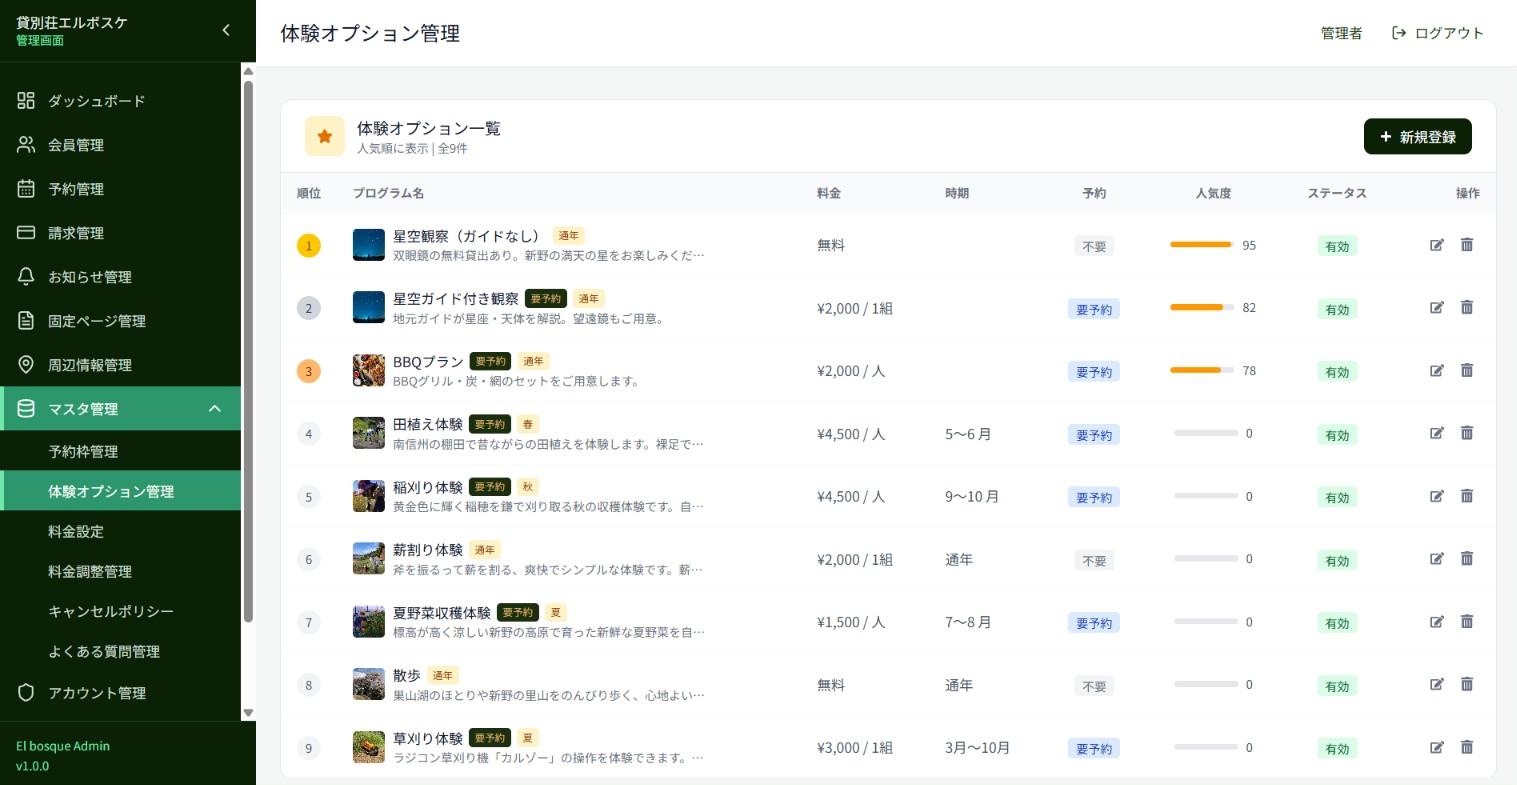 貸別荘エルボスケ
管理画面
ダッシュボード
会員管理
予約管理
請求管理
お知らせ管理
固定ページ管理
周辺情報管理
マスタ管理
予約枠管理
体験オプション管理
料金設定
料金調整管理
キャンセルポリシー
よくある質問管理
アカウント管理
El bosque Admin
v1.0.0
体験オプション管理
管理者 ログアウト
体験オプション一覧
人気順に表示 | 全9件
新規登録
順位 プログラム名 料金 時期 予約 人気度 ステータス 操作
1 星空観察（ガイドなし） 通年 無料 不要 95 有効
双眼鏡の無料貸出あり。新野の満天の星をお楽しみくだ…
2 星空ガイド付き観察 要予約 通年 ¥2,000 / 1組 要予約 82 有効
地元ガイドが星座・天体を解説。望遠鏡もご用意。
3 BBQプラン 要予約 通年 ¥2,000 / 人 要予約 78 有効
BBQグリル・炭・網のセットをご用意します。
4 田植え体験 要予約 春 ¥4,500 / 人 5〜6 月 要予約 0 有効
南信州の棚田で昔ながらの田植えを体験します。裸足で…
5 稲刈り体験 要予約 秋 ¥4,500 / 人 9〜10 月 要予約 0 有効
黄金色に輝く稲穂を鎌で刈り取る秋の収穫体験です。自…
6 薪割り体験 通年 ¥2,000 / 1組 通年 不要 0 有効
斧を振るって薪を割る、爽快でシンプルな体験です。薪…
7 夏野菜収穫体験 要予約 夏 ¥1,500 / 人 7〜8 月 要予約 0 有効
標高が高く涼しい新野の高原で育った新鮮な夏野菜を自…
8 散歩 通年 無料 通年 不要 0 有効
巣山湖のほとりや新野の里山をのんびり歩く、心地よい…
9 草刈り体験 要予約 夏 ¥3,000 / 1組 3月〜10月 要予約 0 有効
ラジコン草刈り機「カルゾー」の操作を体験できます。…